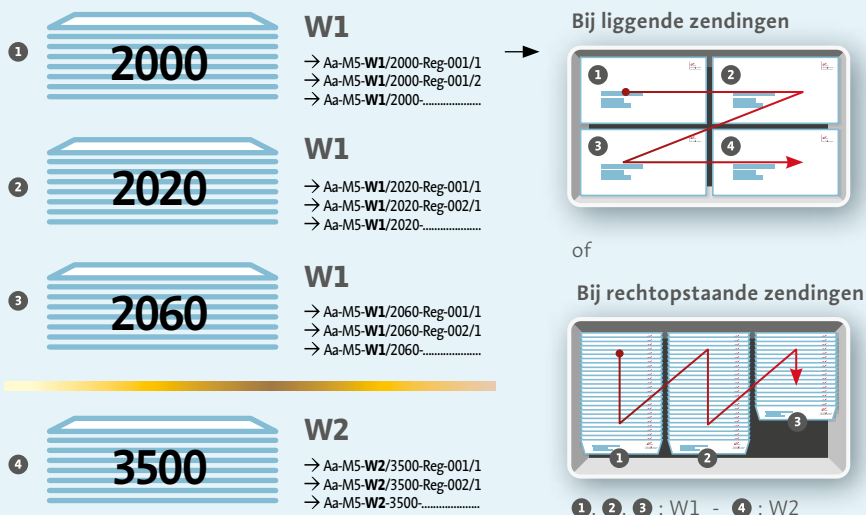 1
2000
W1
→ Aa-M5-W1/2000-Reg-001/1
→ Aa-M5-W1/2000-Reg-001/2
→ Aa-M5-W1/2000-....................
2
2020
W1
→ Aa-M5-W1/2020-Reg-001/1
→ Aa-M5-W1/2020-Reg-002/1
→ Aa-M5-W1/2020-....................
3
2060
W1
→ Aa-M5-W1/2060-Reg-001/1
→ Aa-M5-W1/2060-Reg-002/1
→ Aa-M5-W1/2060-....................
4
3500
W2
→ Aa-M5-W2/3500-Reg-001/1
→ Aa-M5-W2/3500-Reg-002/1
→ Aa-M5-W2-3500-....................
Bij liggende zendingen
1 2
3 4
of
Bij rechtopstaande zendingen
3
1 2
1, 2, 3 : W1 - 4 : W2